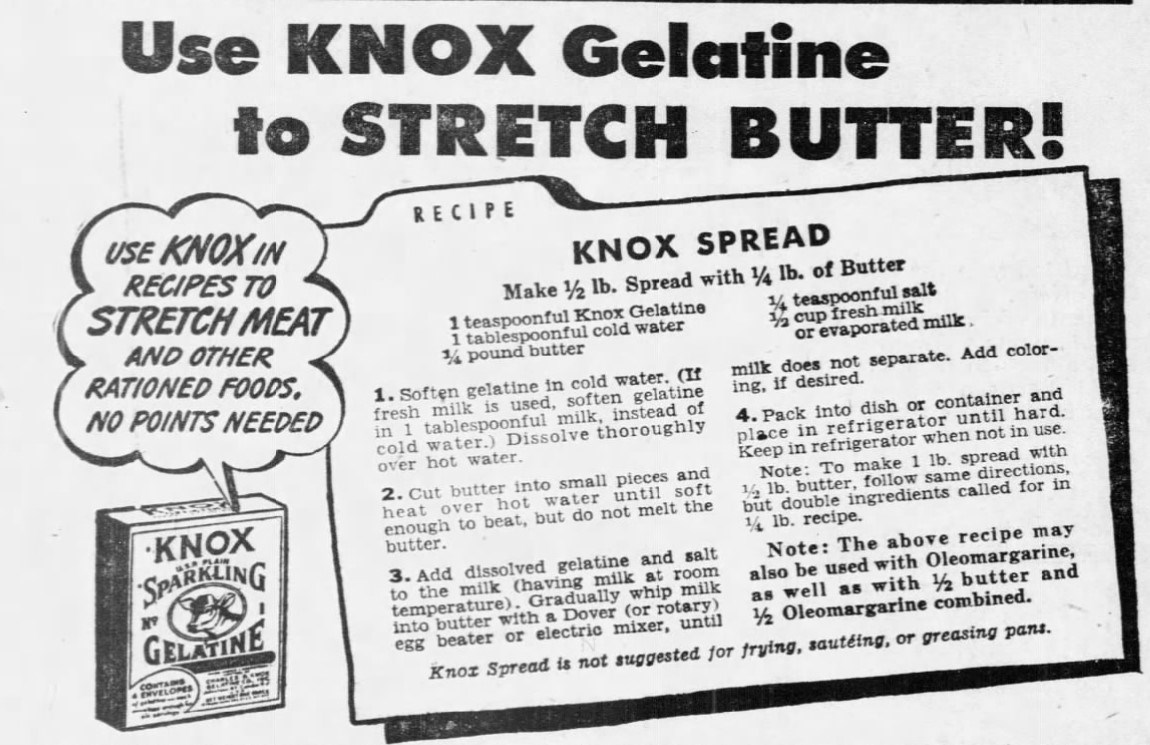 Use KNOX Gelatine
to STRETCH BUTTER!
USE KNOX IN
RECIPES TO
STRETCH MEAT
AND OTHER
RATIONED FOODS.
NO POINTS NEEDED
KNOX
U.S.P. PLAIN
SPARKLING
Nº 1
GELATINE
CONTAINS
4 ENVELOPES
RECIPE
KNOX SPREAD
Make ½ lb. Spread with ¼ lb. of Butter
1 teaspoonful Knox Gelatine
1 tablespoonful cold water
¼ pound butter
¼ teaspoonful salt
½ cup fresh milk
or evaporated milk.
1. Soften gelatine in cold water. (If
fresh milk is used, soften gelatine
in 1 tablespoonful milk, instead of
cold water.) Dissolve thoroughly
over hot water.
2. Cut butter into small pieces and
heat over hot water until soft
enough to beat, but do not melt the
butter.
3. Add dissolved gelatine and salt
to the milk (having milk at room
temperature). Gradually whip milk
into butter with a Dover (or rotary)
egg beater or electric mixer, until
milk does not separate. Add color-
ing, if desired.
4. Pack into dish or container and
place in refrigerator until hard.
Keep in refrigerator when not in use.
Note: To make 1 lb. spread with
½ lb. butter, follow same directions,
but double ingredients called for in
¼ lb. recipe.
Note: The above recipe may
also be used with Oleomargarine,
as well as with ½ butter and
½ Oleomargarine combined.
Knox Spread is not suggested for frying, sautéing, or greasing pans.